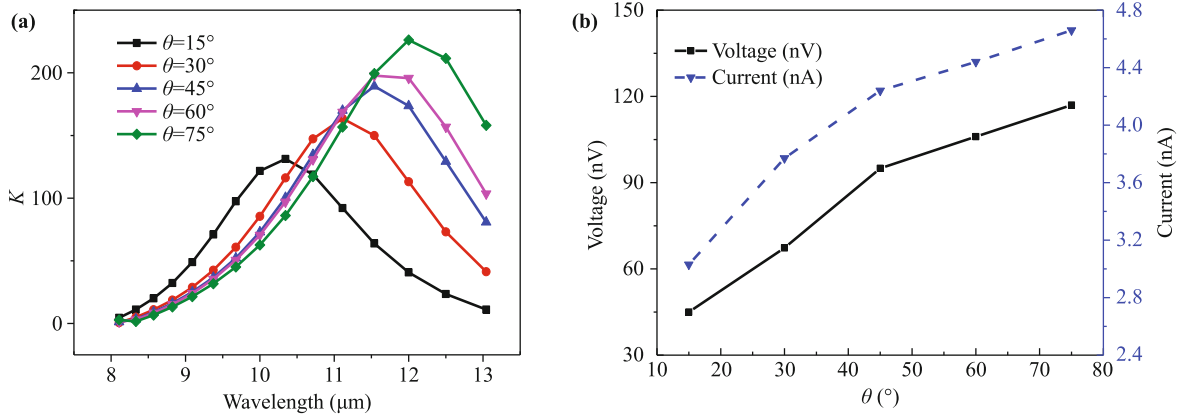 (a)
θ=15°
θ=30°
θ=45°
θ=60°
θ=75°
200
100
0
K
8 9 10 11 12 13
Wavelength (μm)
(b)
Voltage (nV)
Current (nA)
150
120
90
60
30
Voltage (nV)
10 20 30 40 50 60 70 80
θ (°)
4.8
4.4
4.0
3.6
3.2
2.8
2.4
Current (nA)